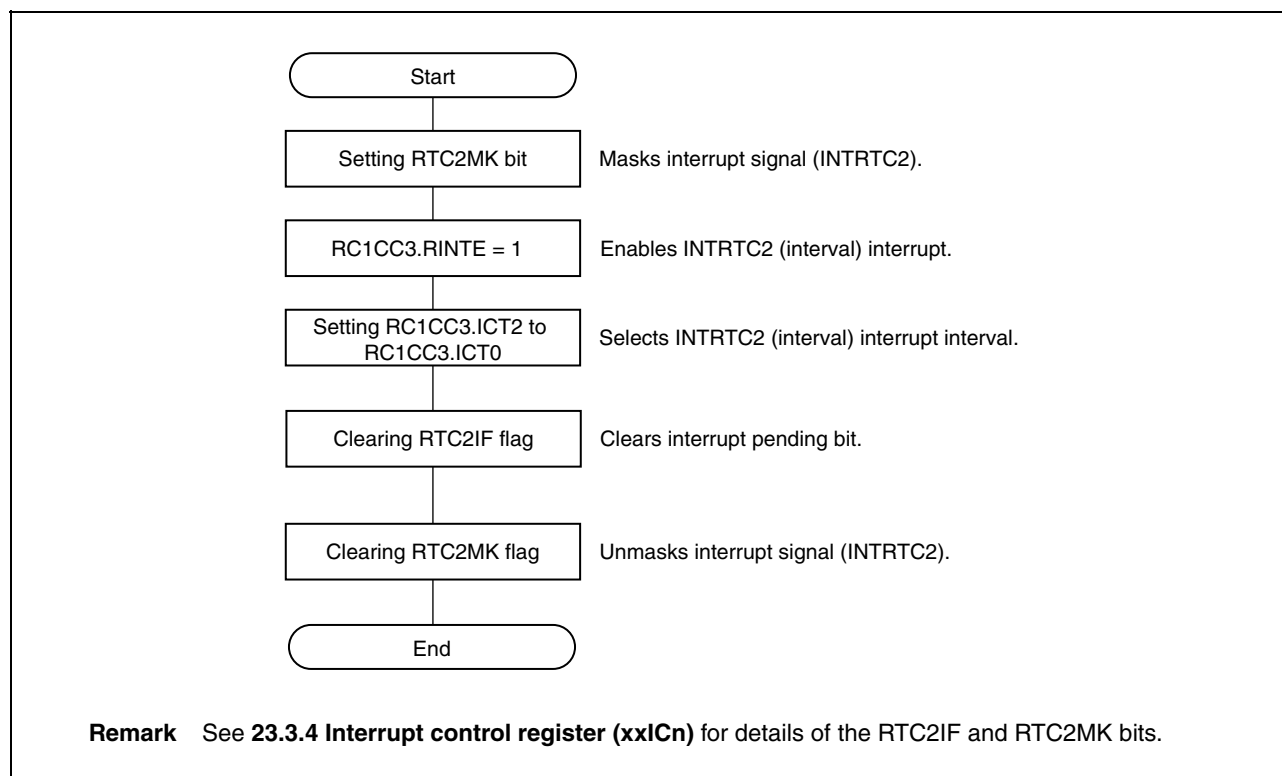 Start
Setting RTC2MK bit
Masks interrupt signal (INTRTC2).
RC1CC3.RINTE = 1
Enables INTRTC2 (interval) interrupt.
Setting RC1CC3.ICT2 to
RC1CC3.ICT0
Selects INTRTC2 (interval) interrupt interval.
Clearing RTC2IF flag
Clears interrupt pending bit.
Clearing RTC2MK flag
Unmasks interrupt signal (INTRTC2).
End
Remark See 23.3.4 Interrupt control register (xxICn) for details of the RTC2IF and RTC2MK bits.